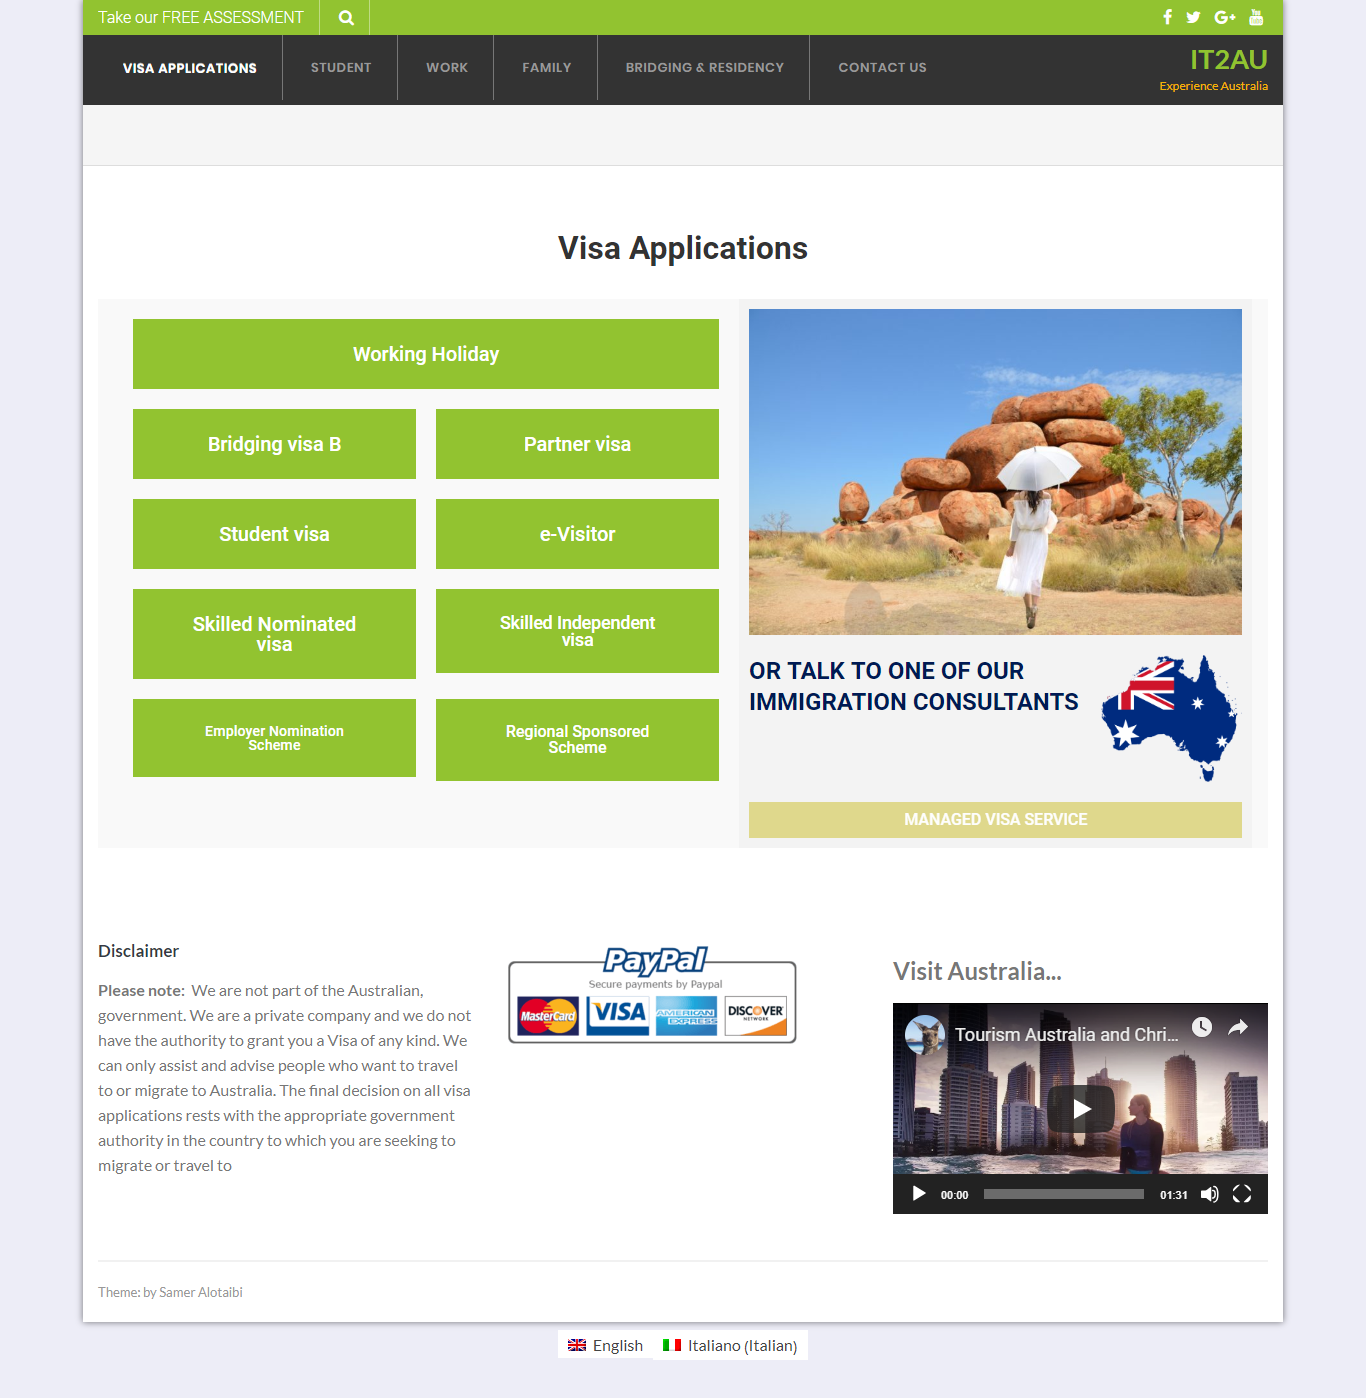 Take our FREE ASSESSMENT
VISA APPLICATIONS
STUDENT
WORK
FAMILY
BRIDGING & RESIDENCY
CONTACT US
IT2AU
Experience Australia
Visa Applications
Working Holiday
Bridging visa B
Partner visa
Student visa
e-Visitor
Skilled Nominated
visa
Skilled Independent
visa
Employer Nomination
Scheme
Regional Sponsored
Scheme
OR TALK TO ONE OF OUR
IMMIGRATION CONSULTANTS
MANAGED VISA SERVICE
Disclaimer
Please note:  We are not part of the Australian,
government. We are a private company and we do not
have the authority to grant you a Visa of any kind. We
can only assist and advise people who want to travel
to or migrate to Australia. The final decision on all visa
applications rests with the appropriate government
authority in the country to which you are seeking to
migrate or travel to
PayPal
Secure payments by Paypal
MasterCard
VISA
AMERICAN EXPRESS
DISCOVER
NETWORK
Visit Australia...
Tourism Australia and Chri...
00:00
01:31
Theme: by Samer Alotaibi
English
Italiano (Italian)